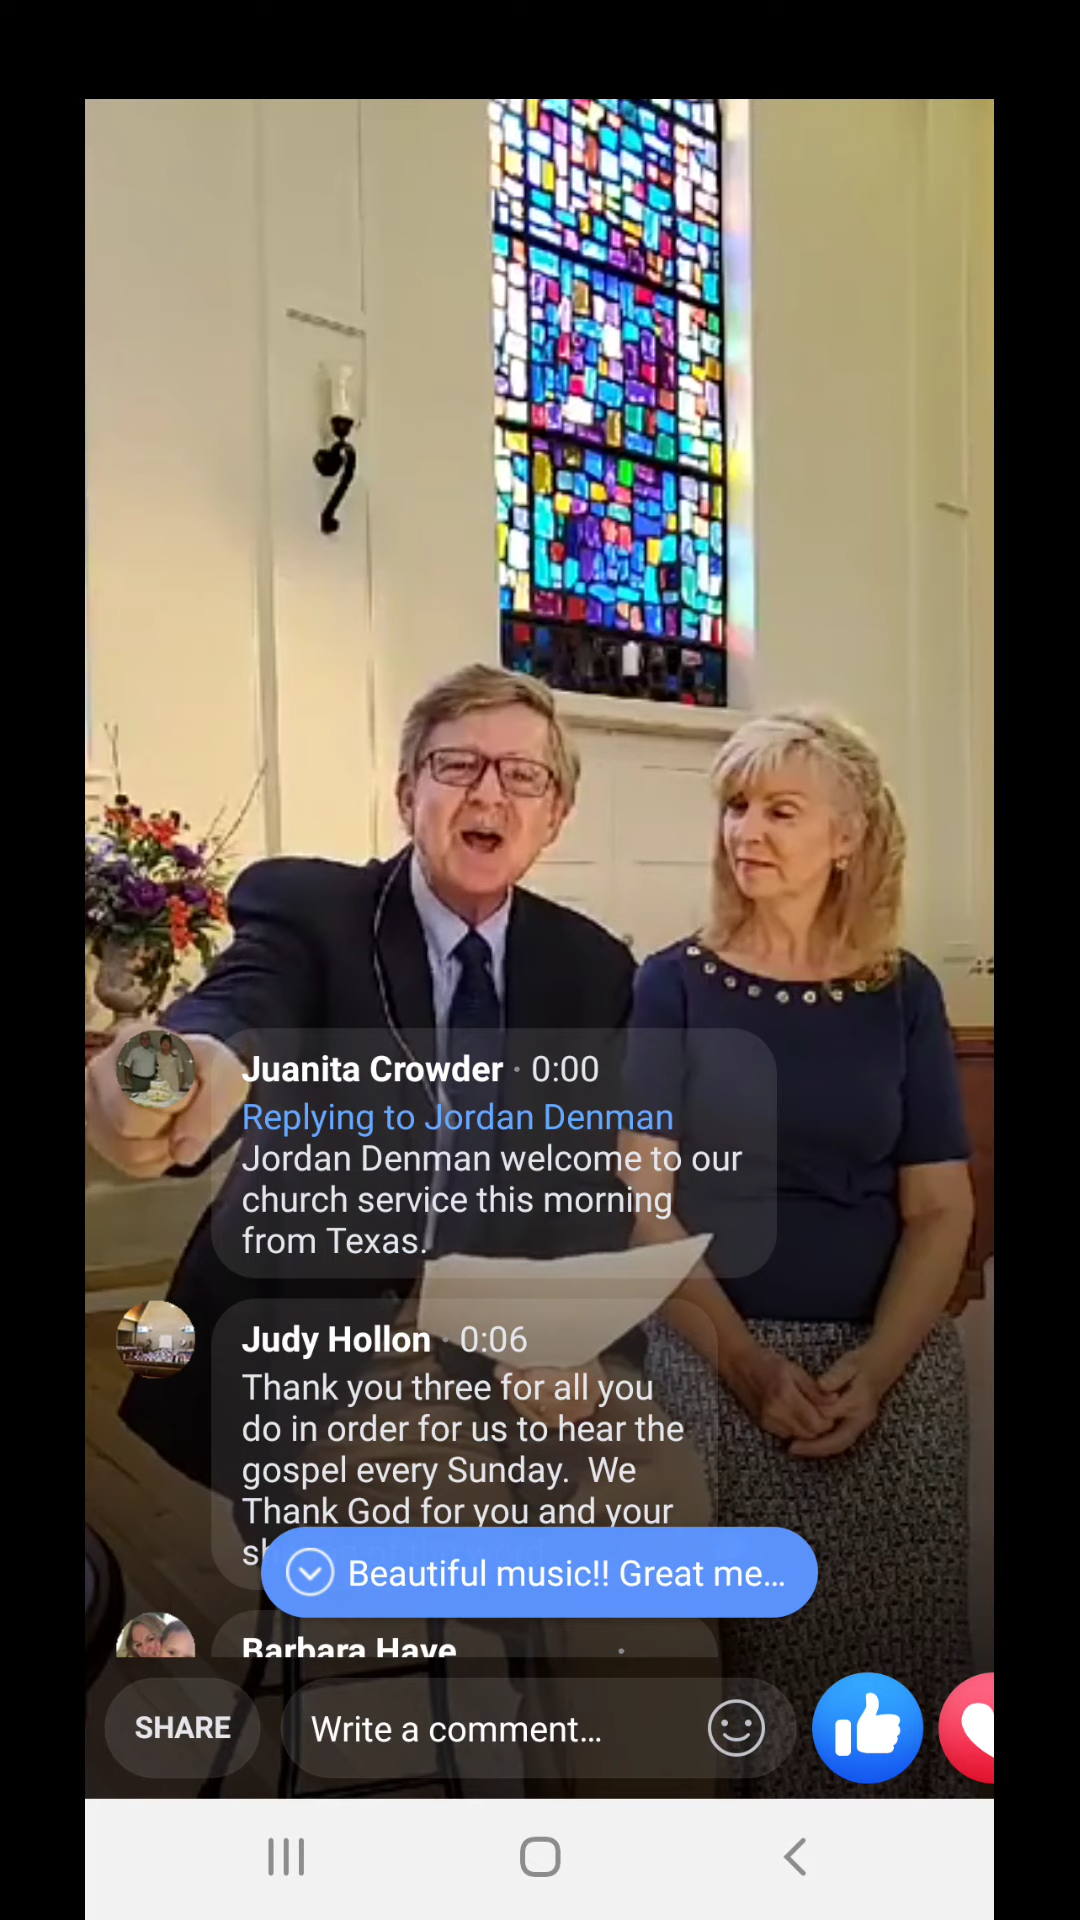 Juanita Crowder · 0:00
Replying to Jordan Denman
Jordan Denman welcome to our
church service this morning
from Texas.
Judy Hollon · 0:06
Thank you three for all you
do in order for us to hear the
gospel every Sunday.  We
Thank God for you and your
Beautiful music!! Great me...
Barbara Haye
SHARE
Write a comment...